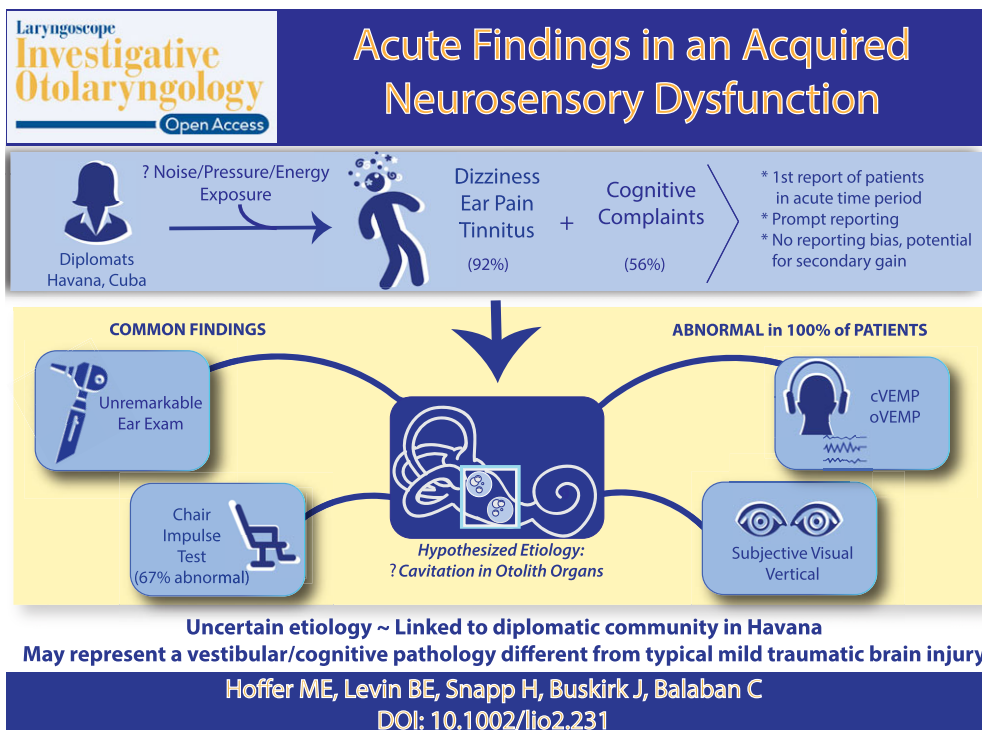 Laryngoscope
Investigative
Otolaryngology
Open Access
Acute Findings in an Acquired
Neurosensory Dysfunction
? Noise/Pressure/Energy
Exposure
Diplomats
Havana, Cuba
Dizziness
Ear Pain
Tinnitus
(92%)
+
Cognitive
Complaints
(56%)
* 1st report of patients
in acute time period
* Prompt reporting
* No reporting bias, potential
for secondary gain
COMMON FINDINGS
ABNORMAL in 100% of PATIENTS
Unremarkable
Ear Exam
cVEMP
oVEMP
Chair
Impulse
Test
(67% abnormal)
Hypothesized Etiology:
? Cavitation in Otolith Organs
Subjective Visual
Vertical
Uncertain etiology ~ Linked to diplomatic community in Havana
May represent a vestibular/cognitive pathology different from typical mild traumatic brain injury
Hoffer ME, Levin BE, Snapp H, Buskirk J, Balaban C
DOI: 10.1002/lio2.231